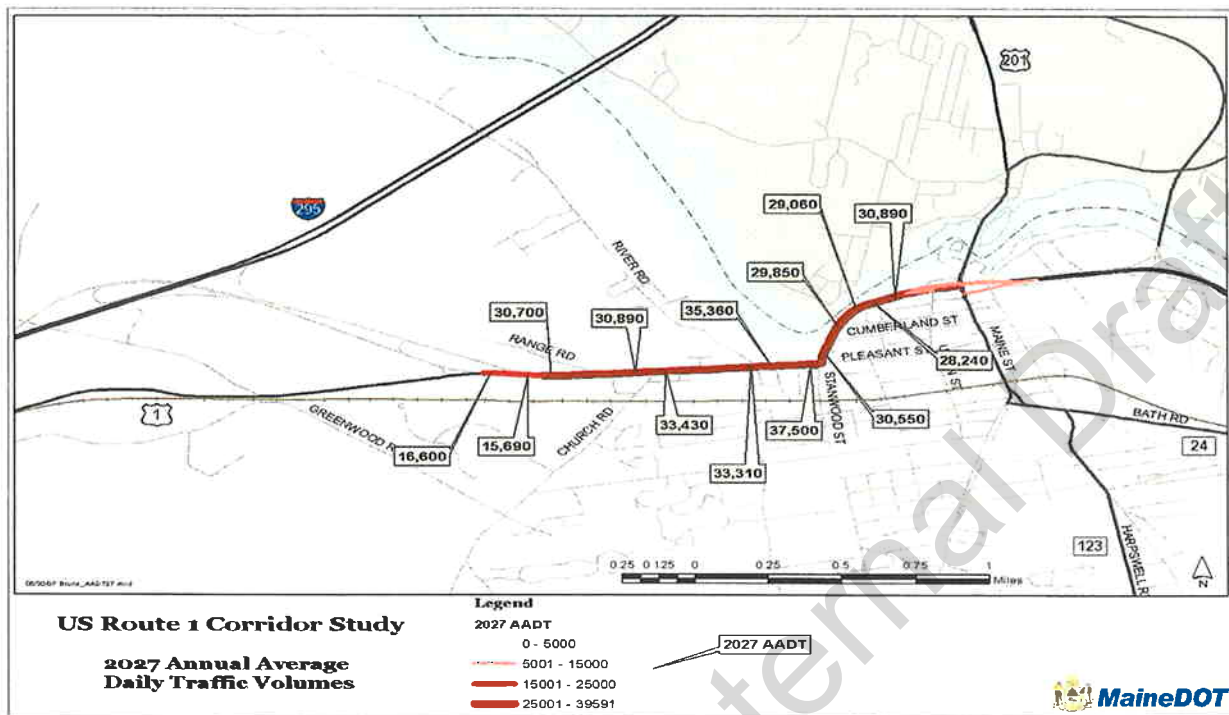 201
295
29,060
30,890
RIVER RD
29,850
35,360
30,700
30,890
RANGE RD
CUMBERLAND ST
PLEASANT ST
MAINE ST
28,240
1
GREENWOOD R
CHURCH RD
STANWOOD ST
33,430
37,500
30,550
BATH RD
24
16,600
15,690
33,310
123
HARPSWELL R
0.25 0.125 0 0.25 0.5 0.75 1
Miles
N
US Route 1 Corridor Study
2027 Annual Average
Daily Traffic Volumes
Legend
2027 AADT
0 - 5000
5001 - 15000
15001 - 25000
25001 - 39591
2027 AADT
MaineDOT
ternal Draft